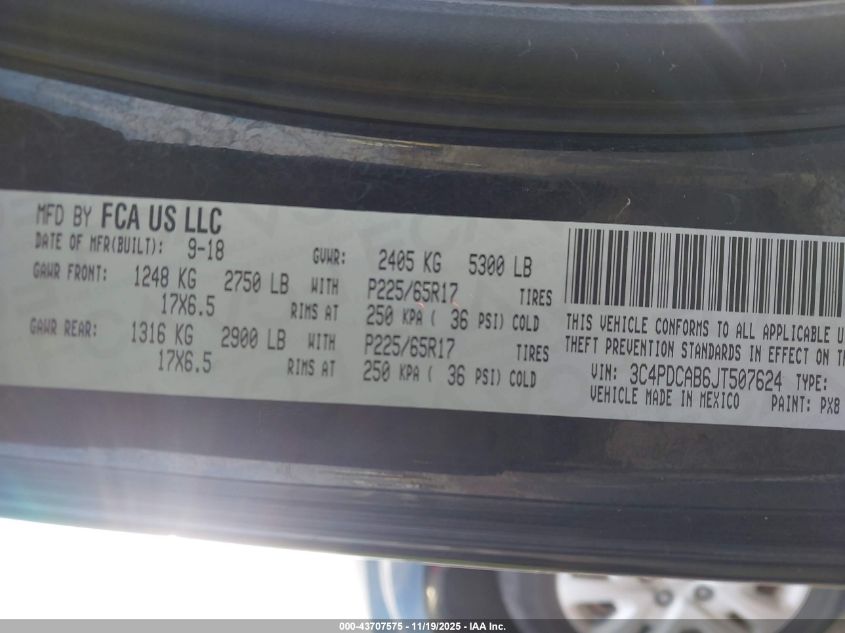 MFD BY FCA US LLC
DATE OF MFR(BUILT): 9-18 GVWR: 2405 KG 5300 LB
GAWR FRONT: 1248 KG 2750 LB WITH P225/65R17 TIRES
17X6.5 RIMS AT 250 KPA ( 36 PSI) COLD
GAWR REAR: 1316 KG 2900 LB WITH P225/65R17 TIRES
17X6.5 RIMS AT 250 KPA ( 36 PSI) COLD
THIS VEHICLE CONFORMS TO ALL APPLICABLE
THEFT PREVENTION STANDARDS IN EFFECT ON
VIN: 3C4PDCAB6JT507624 TYPE:
VEHICLE MADE IN MEXICO PAINT: PX8
000-43707575 | 11/19/2025 | IAA Inc.